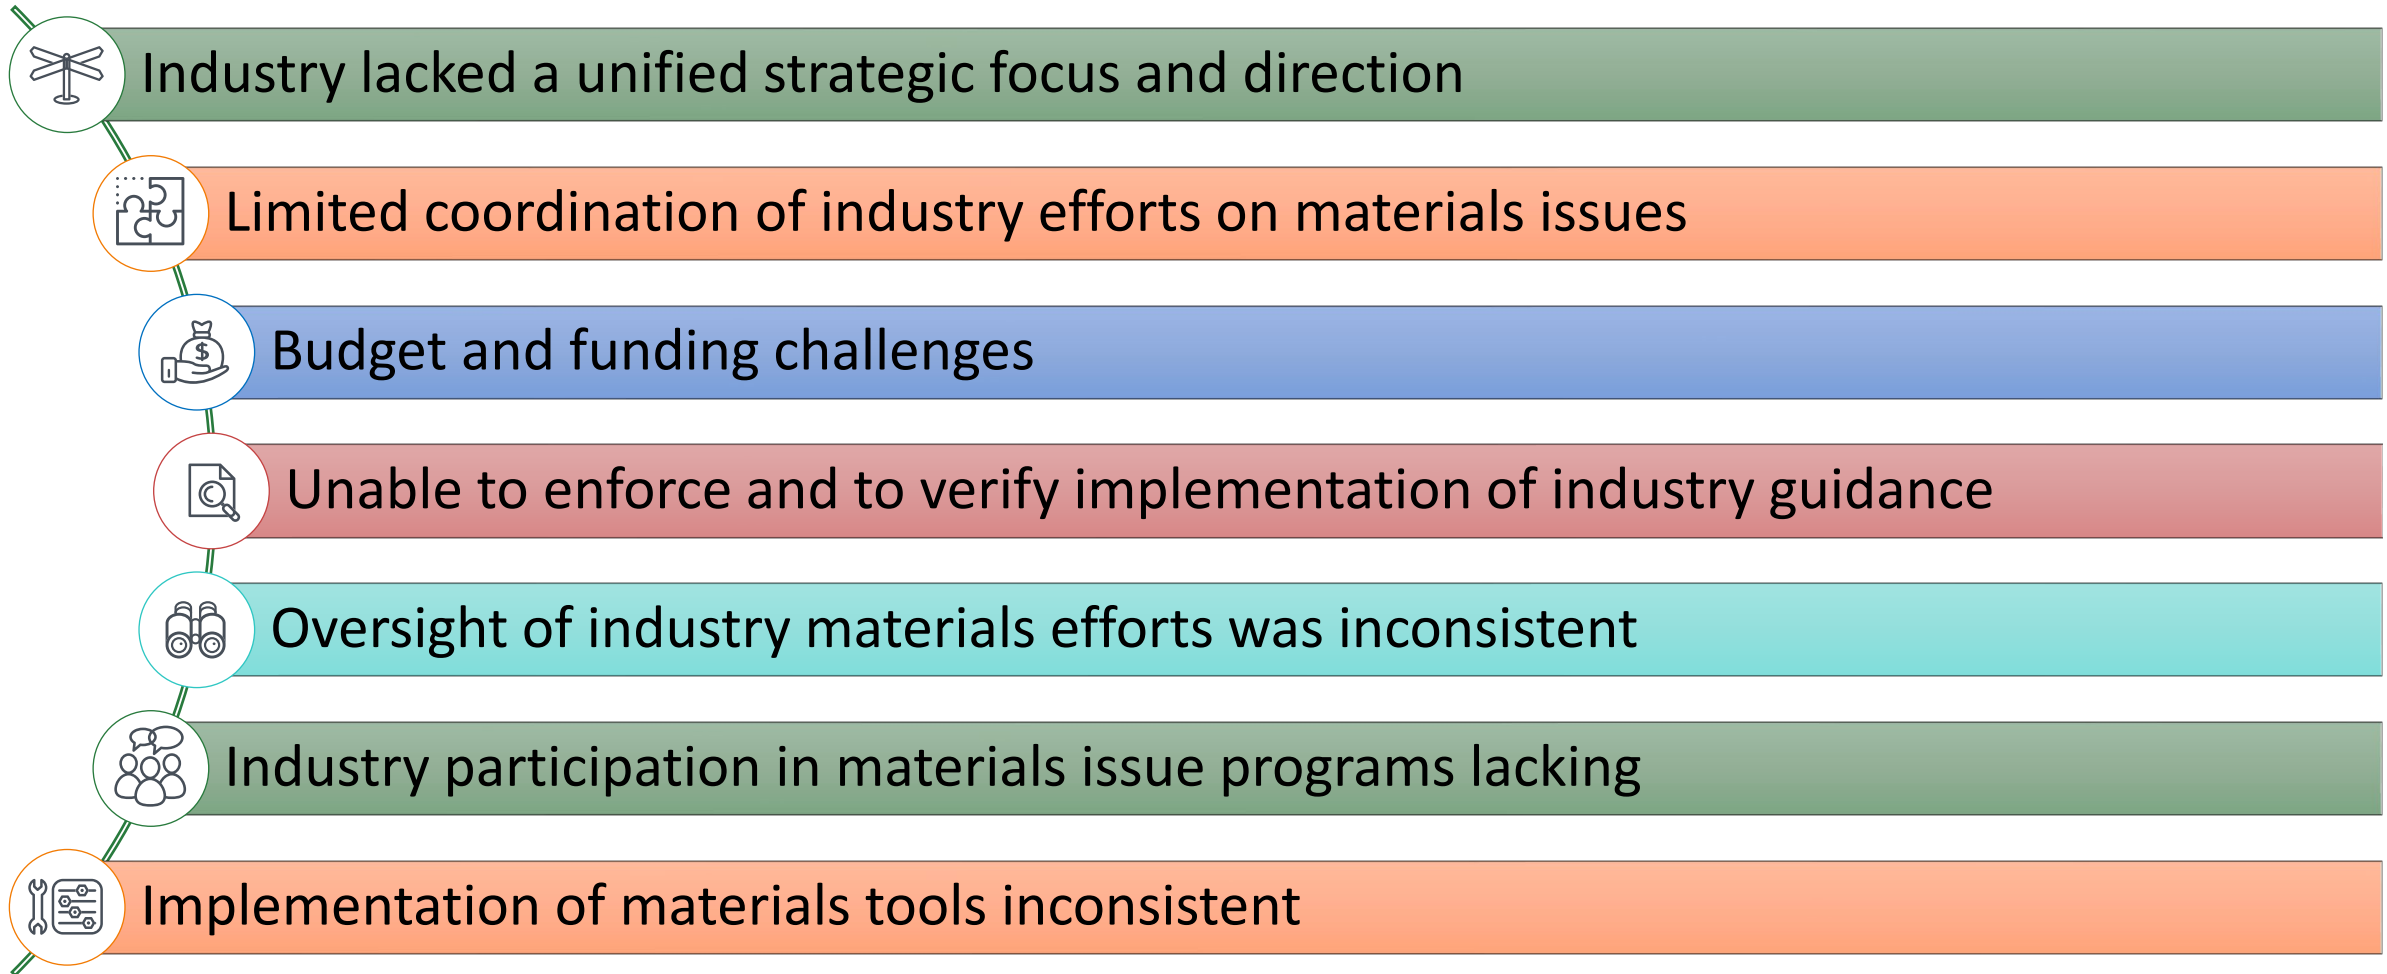 Industry lacked a unified strategic focus and direction
Limited coordination of industry efforts on materials issues
$
Budget and funding challenges
Unable to enforce and to verify implementation of industry guidance
Oversight of industry materials efforts was inconsistent
Industry participation in materials issue programs lacking
Implementation of materials tools inconsistent